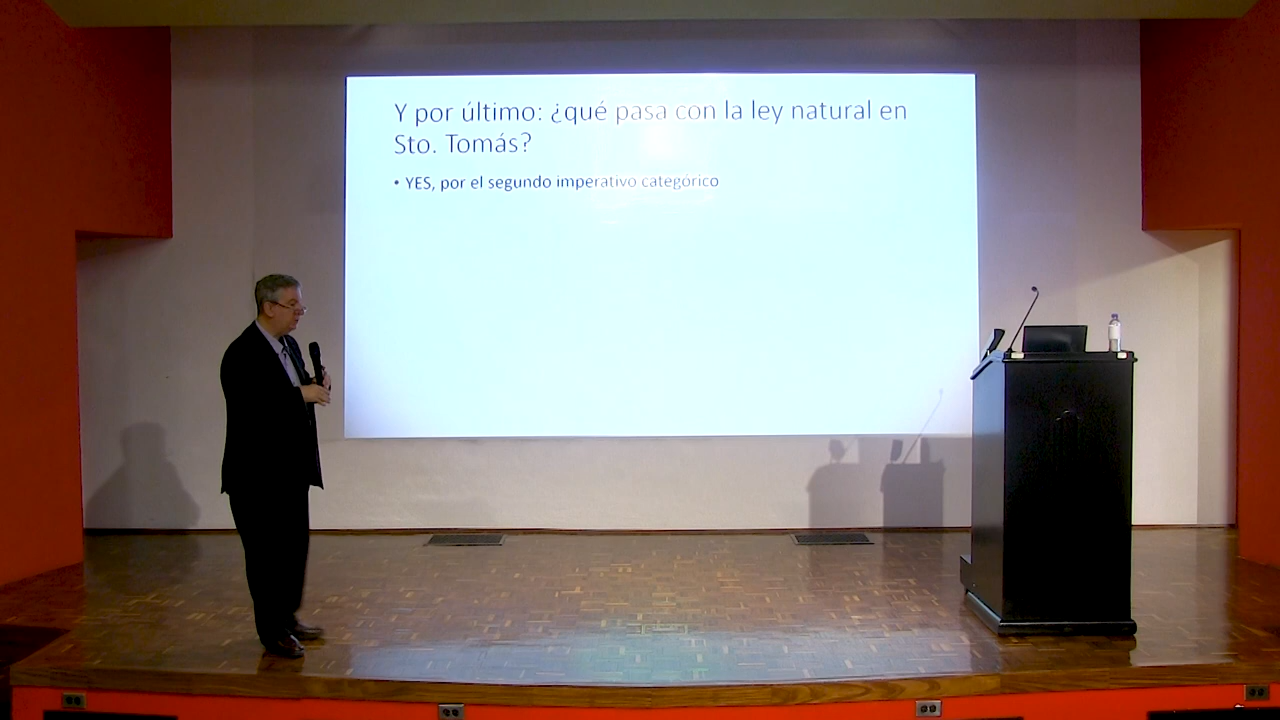 Y por último: ¿qué pasa con la ley natural en
Sto. Tomás?
• YES, por el segundo imperativo categórico